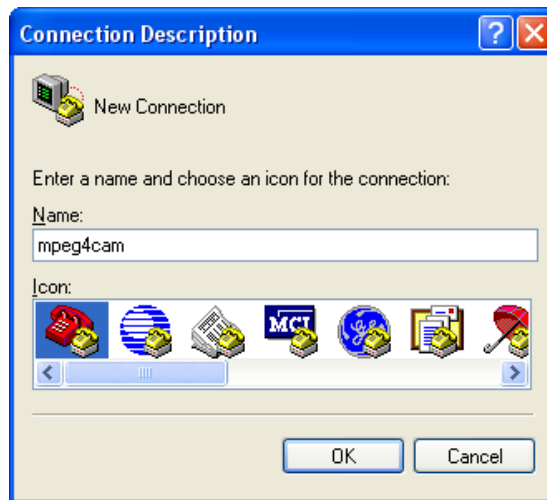 Connection Description
New Connection
Enter a name and choose an icon for the connection:
Name:
mpeg4cam
Icon:
MCI
OK Cancel